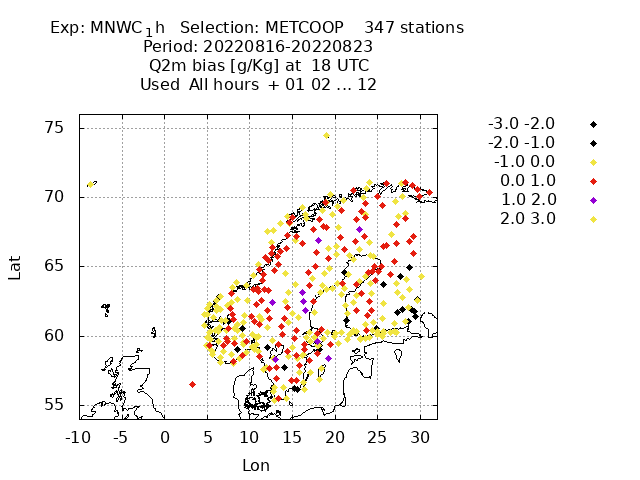 Exp: MNWC_1h Selection: METCOOP 347 stations
Period: 20220816-20220823
Q2m bias [g/Kg] at 18 UTC
Used All hours + 01 02 ... 12
-3.0 -2.0
-2.0 -1.0
-1.0 0.0
0.0 1.0
1.0 2.0
2.0 3.0
75
70
65
60
55
Lat
-10 -5 0 5 10 15 20 25 30
Lon